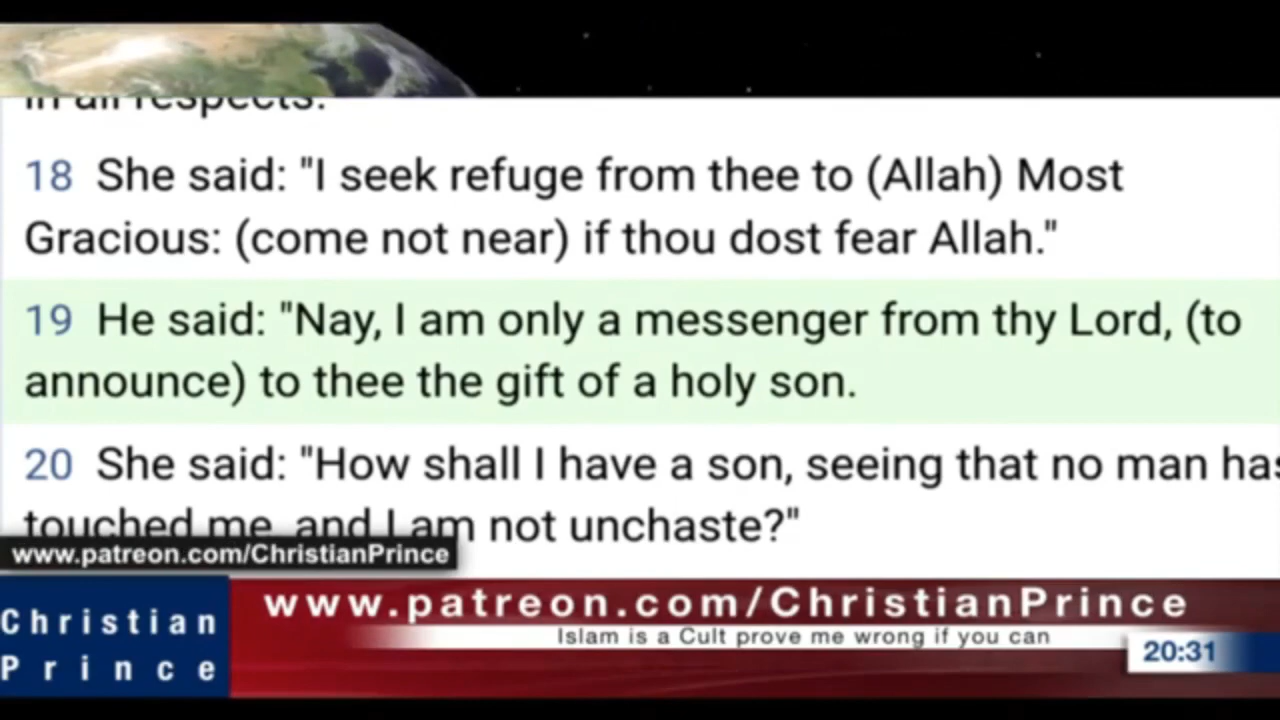 in all respects.
18 She said: "I seek refuge from thee to (Allah) Most
Gracious: (come not near) if thou dost fear Allah."
19 He said: "Nay, I am only a messenger from thy Lord, (to
announce) to thee the gift of a holy son.
20 She said: "How shall I have a son, seeing that no man has
touched me, and I am not unchaste?"
www.patreon.com/ChristianPrince
Christian
Prince
www.patreon.com/ChristianPrince
Islam is a Cult prove me wrong if you can
20:31